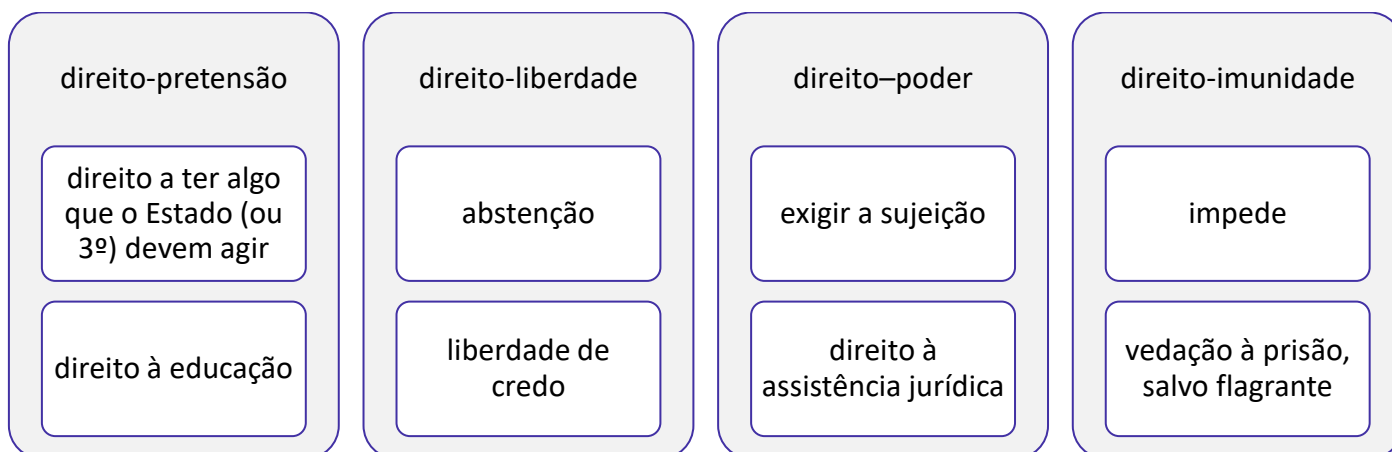 direito-pretensão
direito a ter algo
que o Estado (ou
3º) devem agir
direito à educação
direito-liberdade
abstenção
liberdade de
credo
direito–poder
exigir a sujeição
direito à
assistência jurídica
direito-imunidade
impede
vedação à prisão,
salvo flagrante